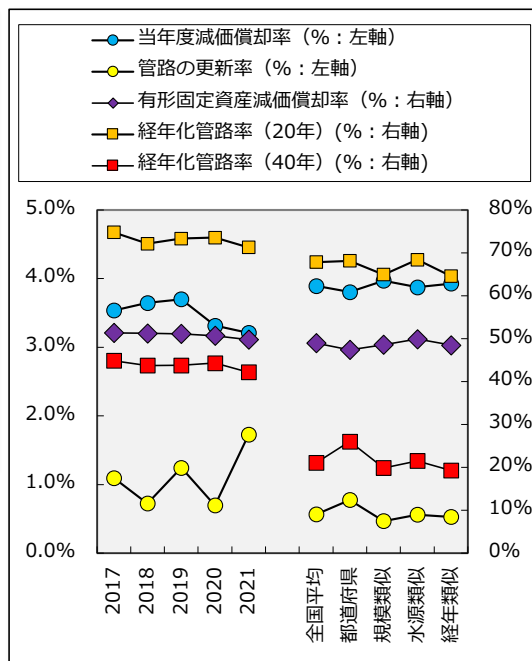 当年度減価償却率（%：左軸）
管路の更新率（%：左軸）
有形固定資産減価償却率（%：右軸）
経年化管路率（20年）(%：右軸)
経年化管路率（40年）(%：右軸)
5.0%
4.0%
3.0%
2.0%
1.0%
0.0%
80%
70%
60%
50%
40%
30%
20%
10%
0%
2017
2018
2019
2020
2021
全国平均
都道府県
規模類似
水源類似
経年類似